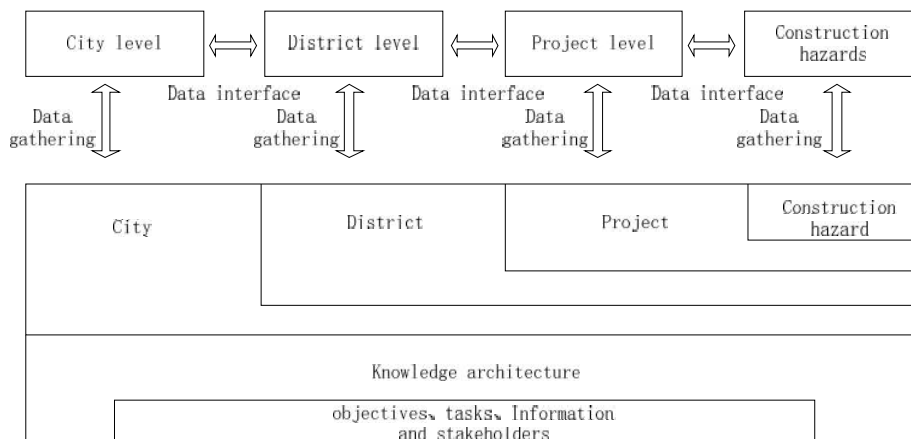 City level
District level
Project level
Construction
hazards
Data interface
Data interface
Data interface
Data
gathering
Data
gathering
Data
gathering
Data
gathering
City
District
Project
Construction
hazard
Knowledge architecture
objectives、tasks、Information
and stakeholders